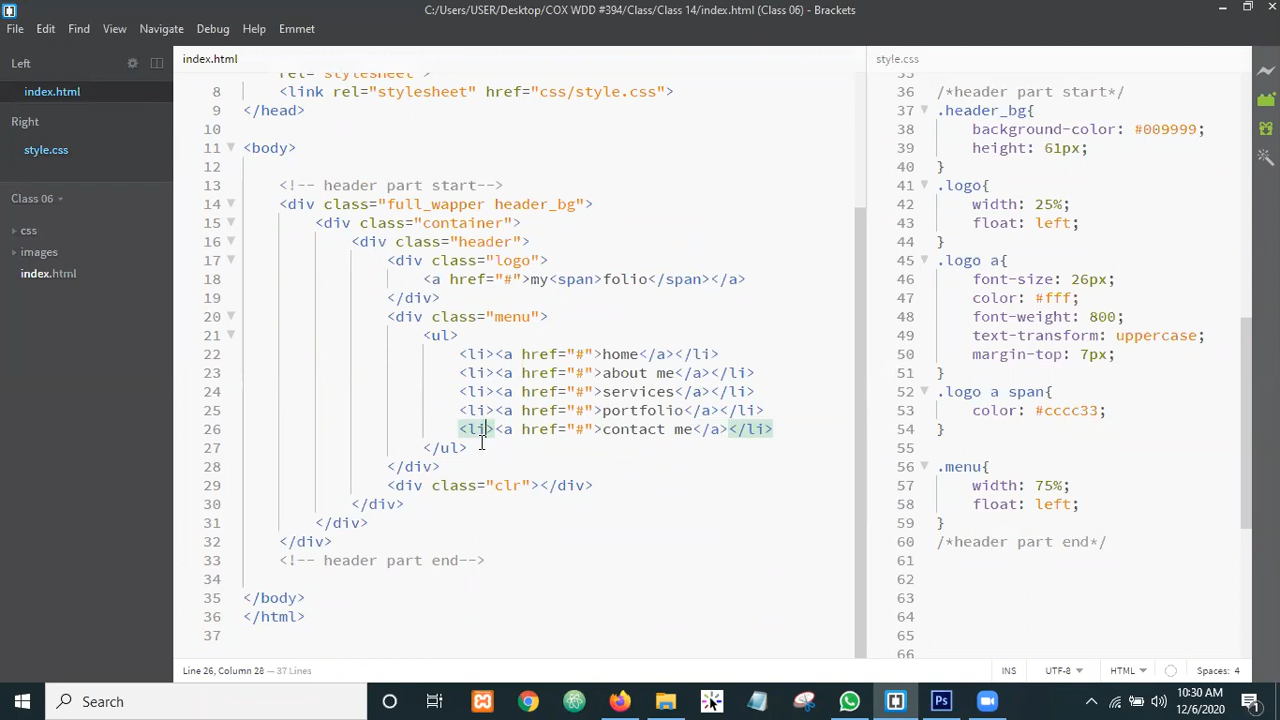 C:/Users/USER/Desktop/COX WDD #394/Class/Class 14/index.html (Class 06) - Brackets
File Edit Find View Navigate Debug Help Emmet
Left
index.html
Right
style.css
Class 06
css
images
index.html
index.html
rel="stylesheet">
8 <link rel="stylesheet" href="css/style.css">
9 </head>
10
11 <body>
12
13 <!-- header part start-->
14 <div class="full_wapper header_bg">
15 <div class="container">
16 <div class="header">
17 <div class="logo">
18 <a href="#">my<span>folio</span></a>
19 </div>
20 <div class="menu">
21 <ul>
22 <li><a href="#">home</a></li>
23 <li><a href="#">about me</a></li>
24 <li><a href="#">services</a></li>
25 <li><a href="#">portfolio</a></li>
26 <li><a href="#">contact me</a></li>
27 </ul>
28 </div>
29 <div class="clr"></div>
30 </div>
31 </div>
32 </div>
33 <!-- header part end-->
34
35 </body>
36 </html>
37
style.css
35
36 /*header part start*/
37 .header_bg{
38 background-color: #009999;
39 height: 61px;
40 }
41 .logo{
42 width: 25%;
43 float: left;
44 }
45 .logo a{
46 font-size: 26px;
47 color: #fff;
48 font-weight: 800;
49 text-transform: uppercase;
50 margin-top: 7px;
51 }
52 .logo a span{
53 color: #cccc33;
54 }
55
56 .menu{
57 width: 75%;
58 float: left;
59 }
60 /*header part end*/
61
62
63
64
65
66
Line 26, Column 28 — 37 Lines
INS UTF-8 HTML Spaces: 4
Search
Ps
10:30 AM
12/6/2020
1